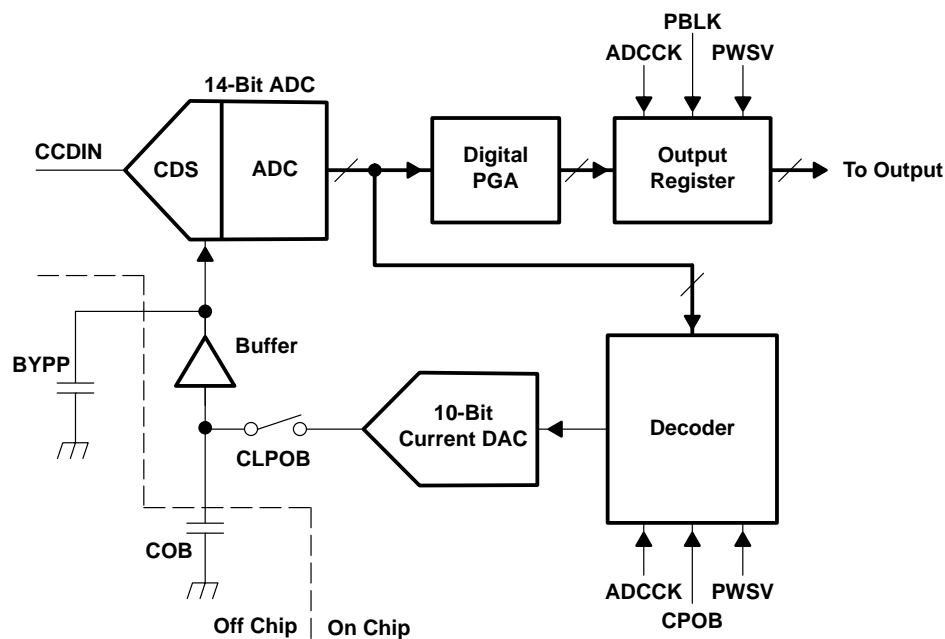 PBLK
ADCCK
PWSV
14-Bit ADC
CCDIN
CDS
ADC
Digital
PGA
Output
Register
To Output
BYPP
Buffer
CLPOB
10-Bit
Current DAC
Decoder
COB
ADCCK
PWSV
CPOB
Off Chip
On Chip